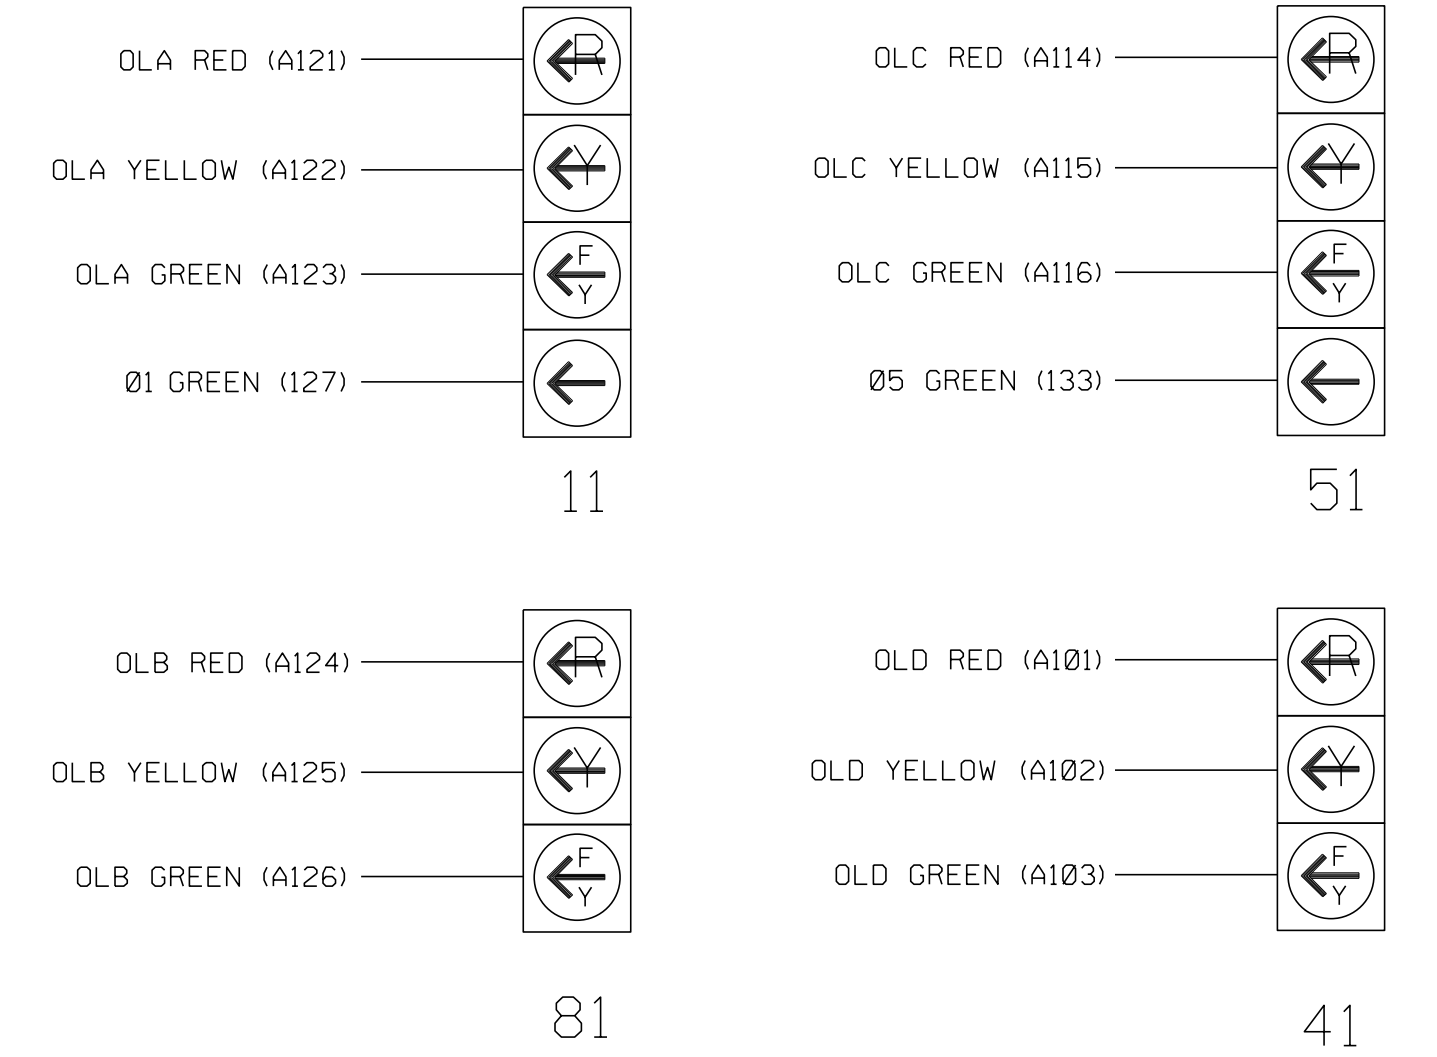 OLA RED (A121)
R
OLA YELLOW (A122)
Y
OLA GREEN (A123)
F
Y
Ø1 GREEN (127)
11
OLC RED (A114)
R
OLC YELLOW (A115)
Y
OLC GREEN (A116)
F
Y
Ø5 GREEN (133)
51
OLB RED (A124)
R
OLB YELLOW (A125)
Y
OLB GREEN (A126)
F
Y
81
OLD RED (A1Ø1)
R
OLD YELLOW (A1Ø2)
Y
OLD GREEN (A1Ø3)
F
Y
41